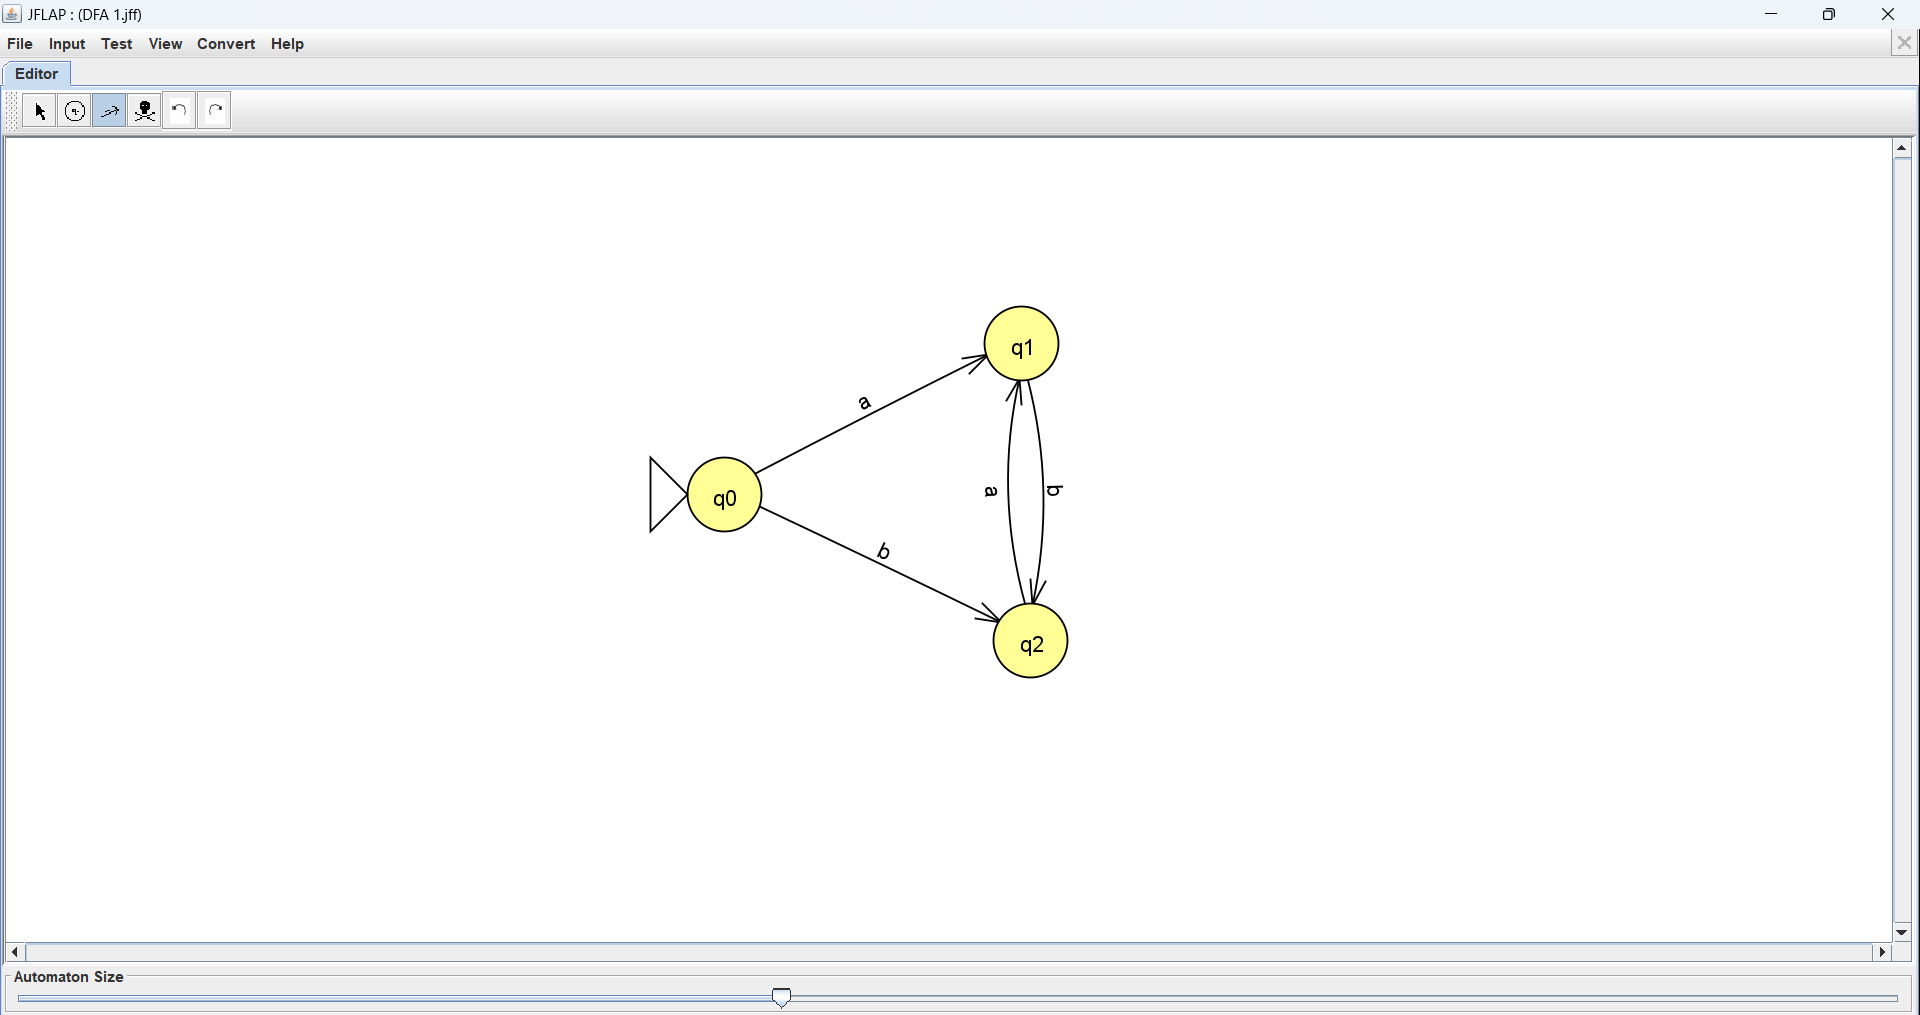 JFLAP : (DFA 1.jff)
File Input Test View Convert Help
Editor
q1
a
q0
a b
b
q2
Automaton Size